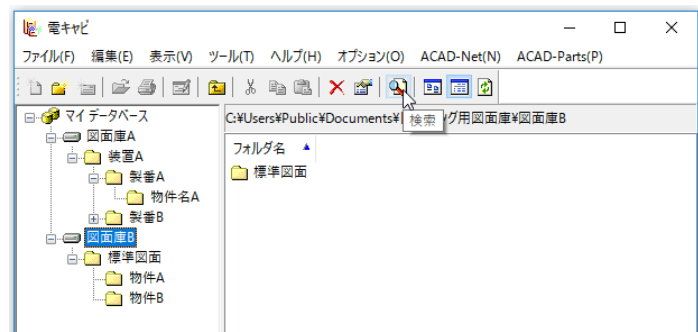 電キャビ
ファイル(F) 編集(E) 表示(V) ツール(T) ヘルプ(H) オプション(O) ACAD-Net(N) ACAD-Parts(P)
マイ データベース
図面庫A
装置A
製番A
物件名A
製番B
図面庫B
標準図面
物件A
物件B
C:¥Users¥Public¥Documents¥
グ用図面庫¥図面庫B
検索
フォルダ名
標準図面